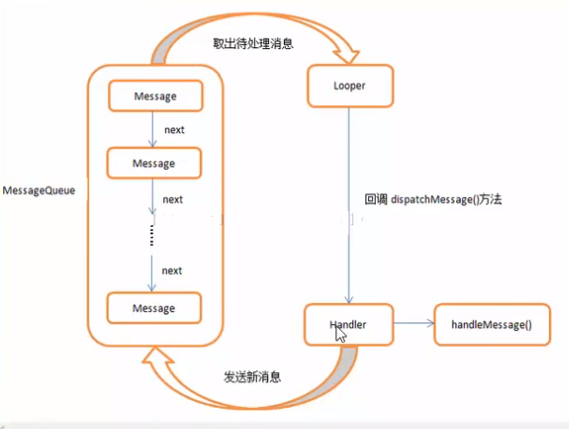 取出待处理消息
Looper
Message
next
Message
MessageQueue
next
回调 dispatchMessage()方法
next
Message
Handler
handleMessage()
发送新消息